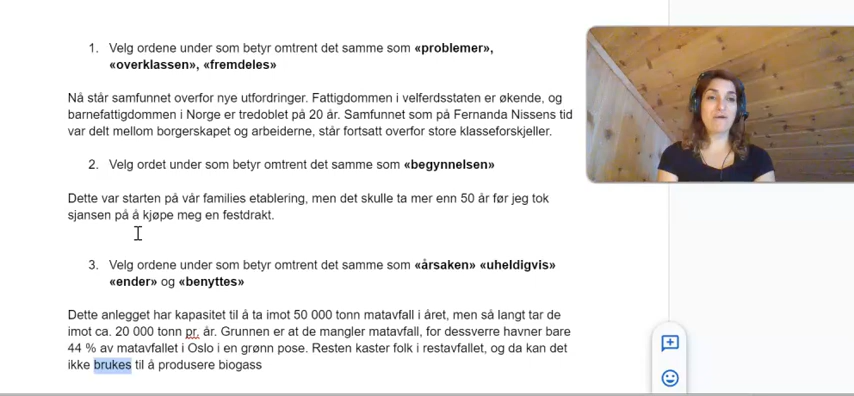 1. Velg ordene under som betyr omtrent det samme som «problemer»,
«overklassen», «fremdeles»
Nå står samfunnet overfor nye utfordringer. Fattigdommen i velferdsstaten er økende, og
barnefattigdommen i Norge er tredoblet på 20 år. Samfunnet som på Fernanda Nissens tid
var delt mellom borgerskapet og arbeiderne, står fortsatt overfor store klasseforskjeller.
2. Velg ordet under som betyr omtrent det samme som «begynnelsen»
Dette var starten på vår families etablering, men det skulle ta mer enn 50 år før jeg tok
sjansen på å kjøpe meg en festdrakt.
3. Velg ordene under som betyr omtrent det samme som «årsaken» «uheldigvis»
«ender» og «benyttes»
Dette anlegget har kapasitet til å ta imot 50 000 tonn matavfall i året, men så langt tar de
imot ca. 20 000 tonn pr. år. Grunnen er at de mangler matavfall, for dessverre havner bare
44 % av matavfallet i Oslo i en grønn pose. Resten kaster folk i restavfallet, og da kan det
ikke brukes til å produsere biogass